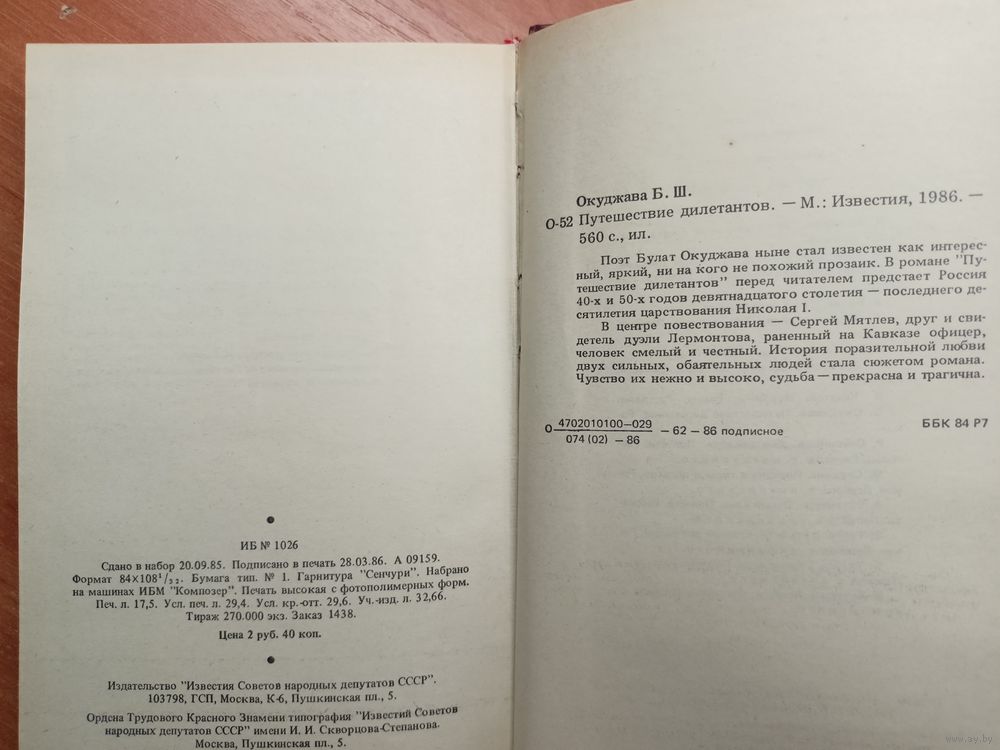 ИБ № 1026
Сдано в набор 20.09.85. Подписано в печать 28.03.86. А 09159.
Формат 84×108¹/₃₂. Бумага тип. № 1. Гарнитура "Сенчури". Набрано
на машинах ИБМ "Композер". Печать высокая с фотополимерных форм.
Печ. л. 17,5. Усл. печ. л. 29,4. Усл. кр.-отт. 29,6. Уч.-изд. л. 32,66.
Тираж 270.000 экз. Заказ 1438.
Цена 2 руб. 40 коп.
Издательство "Известия Советов народных депутатов СССР".
103798, ГСП, Москва, К-6, Пушкинская пл., 5.
Ордена Трудового Красного Знамени типография "Известий Советов
народных депутатов СССР" имени И. И. Скворцова-Степанова.
Москва, Пушкинская пл., 5.
Окуджава Б. Ш.
О-52 Путешествие дилетантов. — М.: Известия, 1986. —
560 с., ил.
Поэт Булат Окуджава ныне стал известен как интерес-
ный, яркий, ни на кого не похожий прозаик. В романе "Пу-
тешествие дилетантов" перед читателем предстает Россия
40-х и 50-х годов девятнадцатого столетия — последнего де-
сятилетия царствования Николая I.
В центре повествования — Сергей Мятлев, друг и сви-
детель дуэли Лермонтова, раненный на Кавказе офицер,
человек смелый и честный. История поразительной любви
двух сильных, обаятельных людей стала сюжетом романа.
Чувство их нежно и высоко, судьба — прекрасна и трагична.
О 4702010100—029 — 62 — 86 подписное
074 (02) — 86
ББК 84 Р7
www.ay.by